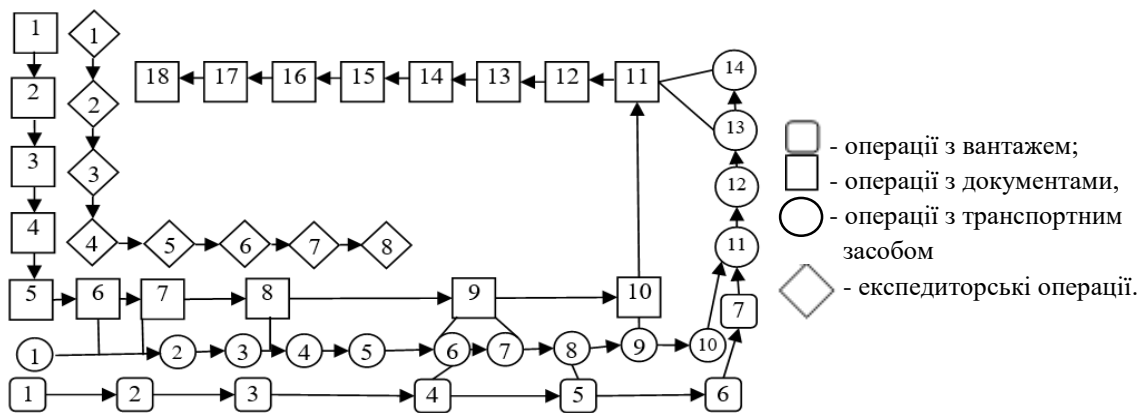 1 1
14
18 17 16 15 14 13 12 11
2 2
13
- операції з вантажем;
3 3
12
- операції з документами,
- операції з транспортним
засобом
4 4 5 6 7 8
11
5 6 7 8 9 10
- експедиторські операції.
7
1 2 3 4 5 6 7 8 9 10
1 2 3 4 5 6